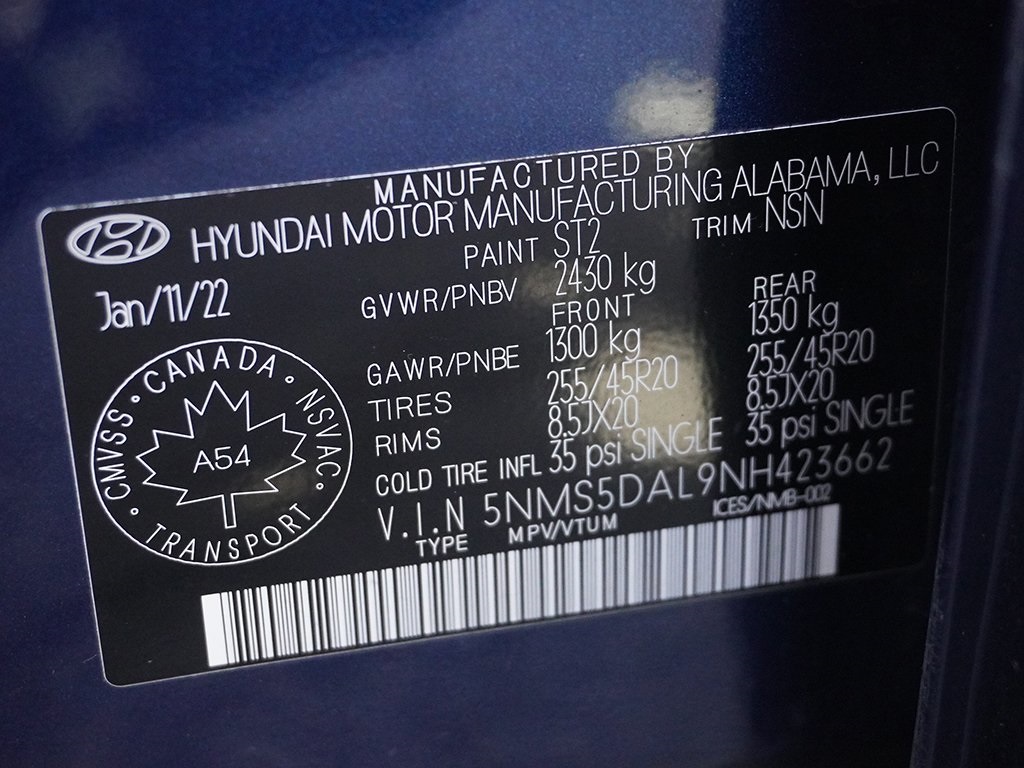 MANUFACTURED BY
HYUNDAI MOTOR MANUFACTURING ALABAMA, LLC
Jan/11/22
PAINT ST2 TRIM NSN
GVWR/PNBV 2430 kg
FRONT REAR
GAWR/PNBE 1300 kg 1350 kg
TIRES 255/45R20 255/45R20
RIMS 8.5JX20 8.5JX20
COLD TIRE INFL 35 psi SINGLE 35 psi SINGLE
V.I.N 5NMS5DAL9NH423662
TYPE MPV/VTUM ICES/NMB-002
CANADA
CMVSS · NSVAC
A54
TRANSPORT